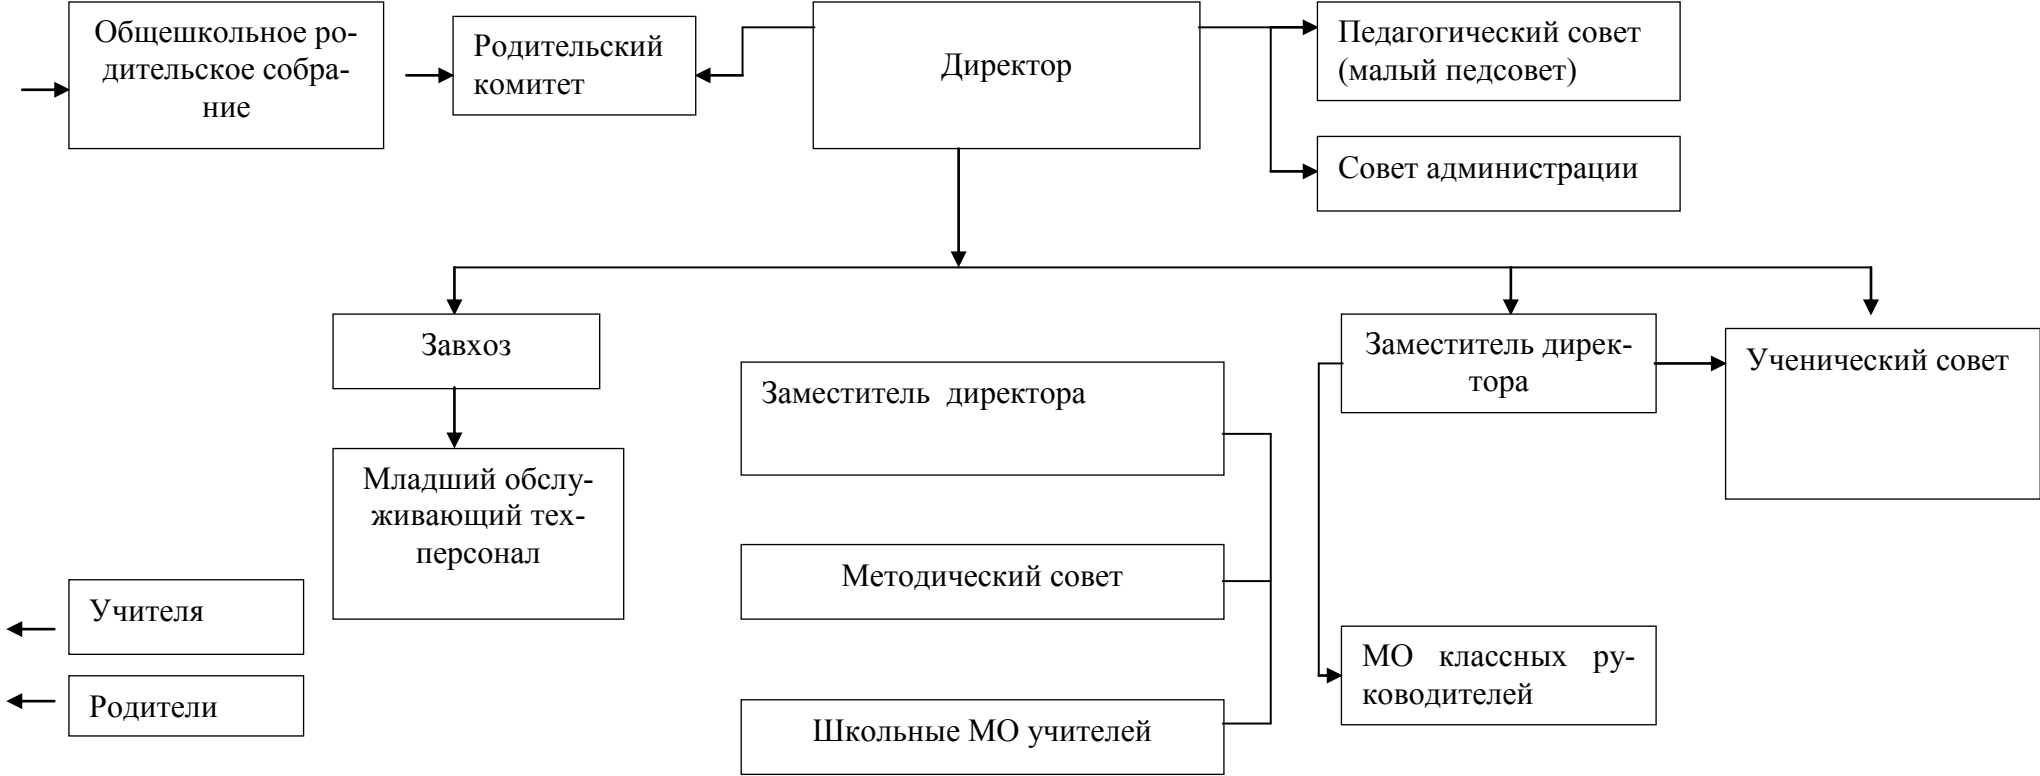 Общешкольное ро-
дительское собра-
ние
Родительский
комитет
Директор
Педагогический совет
(малый педсовет)
Совет администрации
Завхоз
Заместитель  директора
Заместитель дирек-
тора
Ученический совет
Младший обслу-
живающий тех-
персонал
Методический совет
Учителя
МО классных ру-
ководителей
Родители
Школьные МО учителей